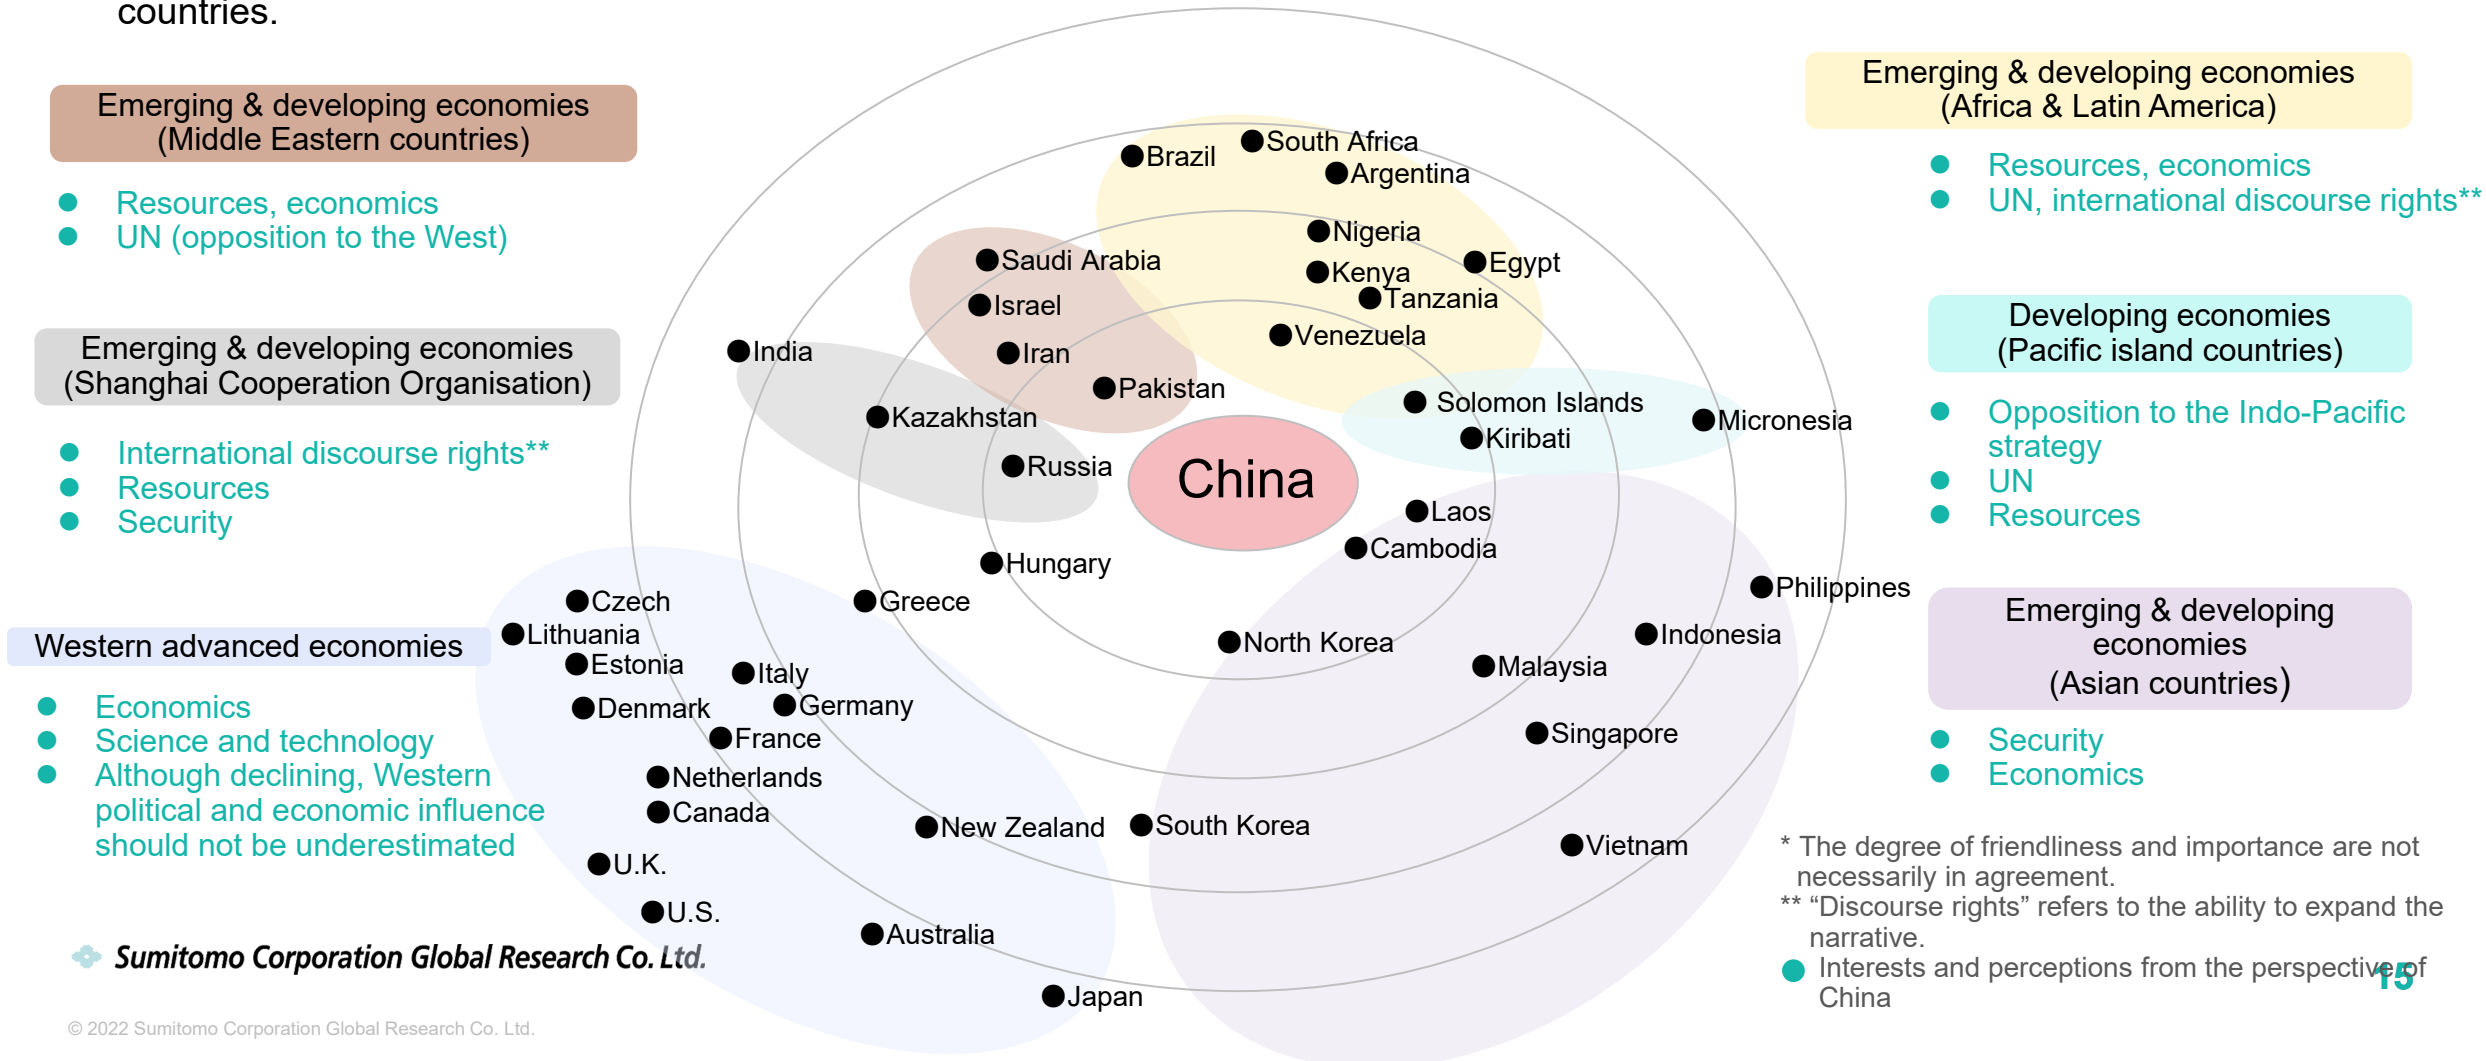 countries.
Emerging & developing economies
(Middle Eastern countries)
Resources, economics
UN (opposition to the West)
Emerging & developing economies
(Shanghai Cooperation Organisation)
International discourse rights**
Resources
Security
Western advanced economies
Economics
Science and technology
Although declining, Western
political and economic influence
should not be underestimated
Brazil
South Africa
Argentina
Nigeria
Kenya
Egypt
Tanzania
Venezuela
Saudi Arabia
Israel
Iran
Pakistan
India
Kazakhstan
Russia
China
Solomon Islands
Kiribati
Micronesia
Laos
Cambodia
North Korea
Philippines
Indonesia
Malaysia
Singapore
Vietnam
South Korea
Hungary
Greece
Czech
Lithuania
Estonia
Denmark
Italy
Germany
France
Netherlands
Canada
New Zealand
U.K.
U.S.
Australia
Japan
Emerging & developing economies
(Africa & Latin America)
Resources, economics
UN, international discourse rights**
Developing economies
(Pacific island countries)
Opposition to the Indo-Pacific
strategy
UN
Resources
Emerging & developing
economies
(Asian countries)
Security
Economics
* The degree of friendliness and importance are not
necessarily in agreement.
** “Discourse rights” refers to the ability to expand the
narrative.
Interests and perceptions from the perspective of
China
15
Sumitomo Corporation Global Research Co. Ltd.
© 2022 Sumitomo Corporation Global Research Co. Ltd.